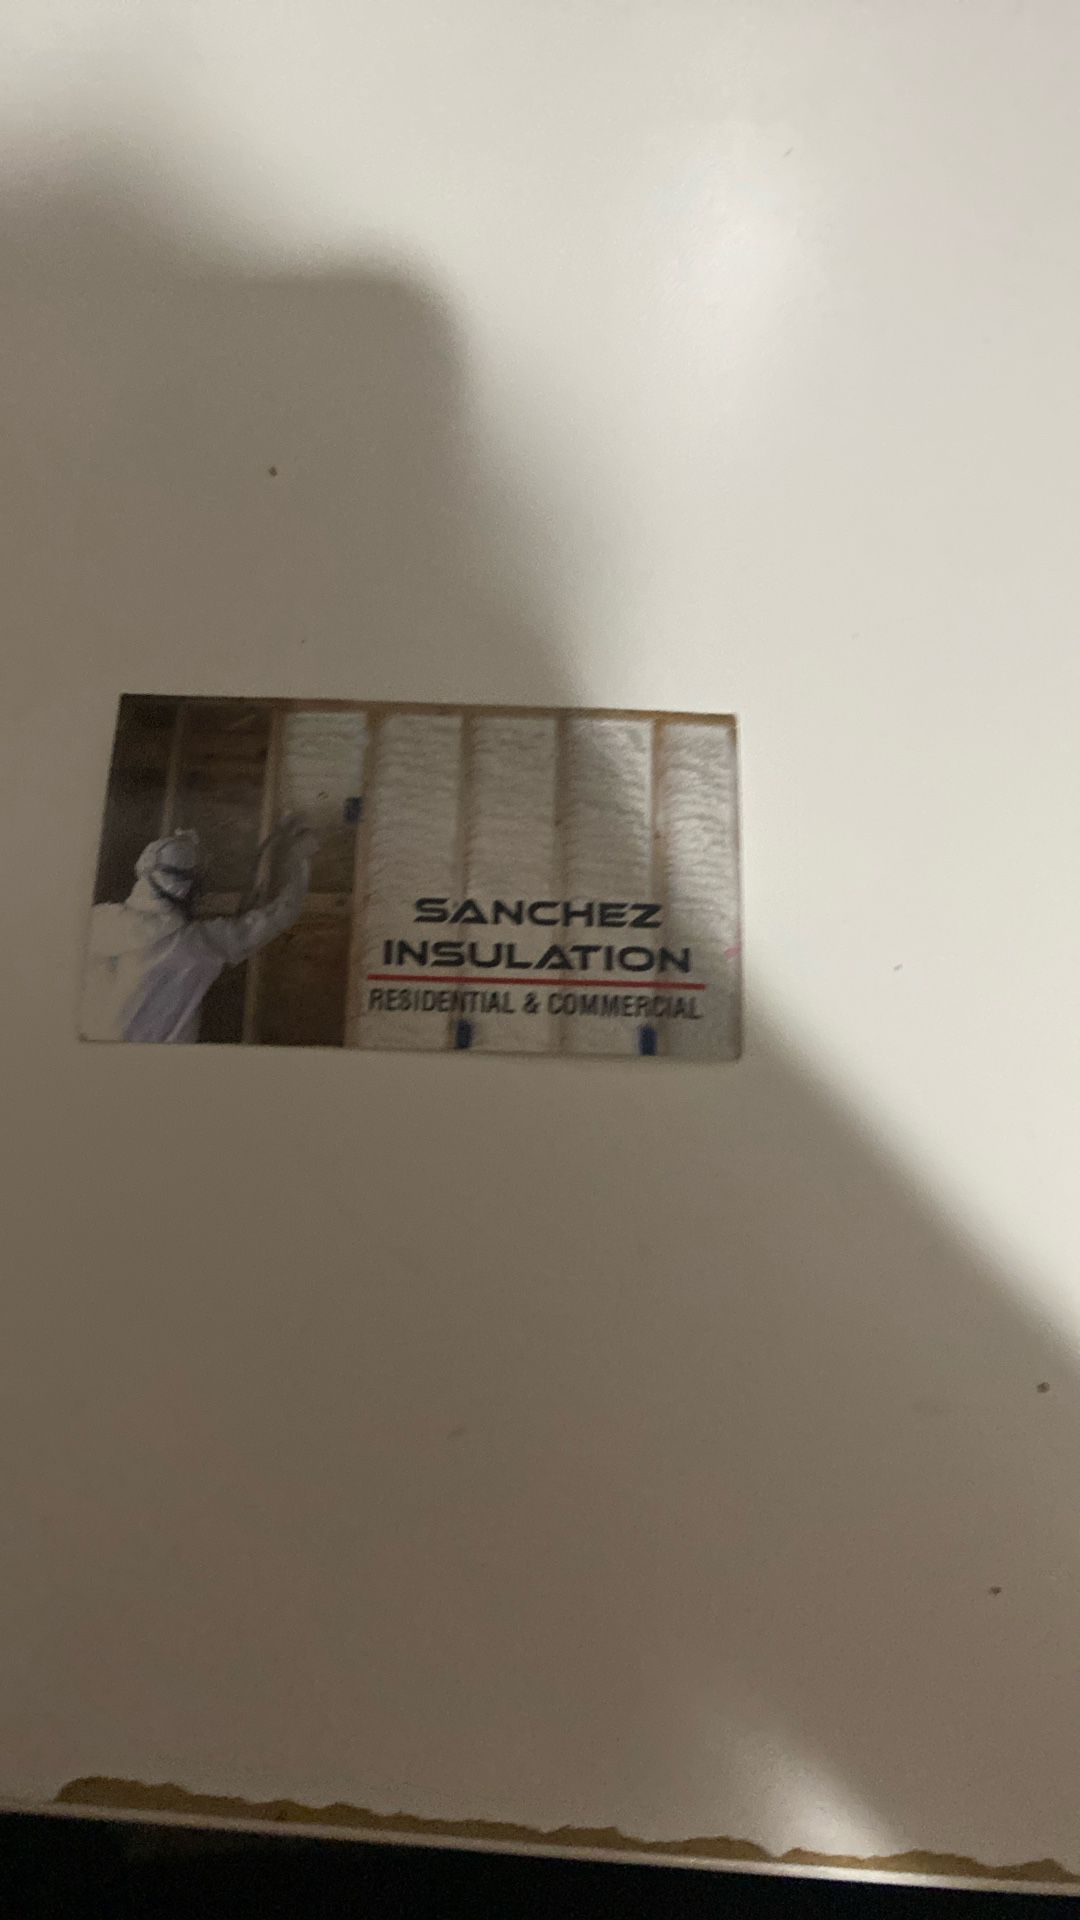 SANCHEZ
INSULATION
RESIDENTIAL & COMMERCIAL